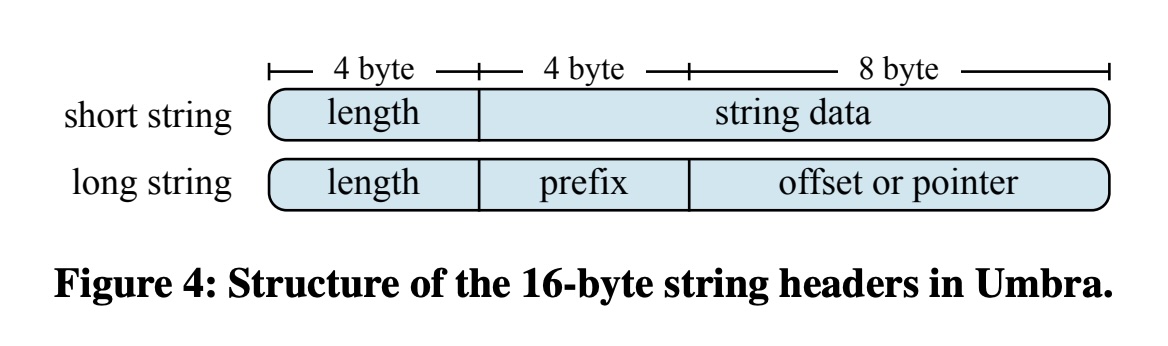 4 byte 4 byte 8 byte
short string length string data
long string length prefix offset or pointer
Figure 4: Structure of the 16-byte string headers in Umbra.